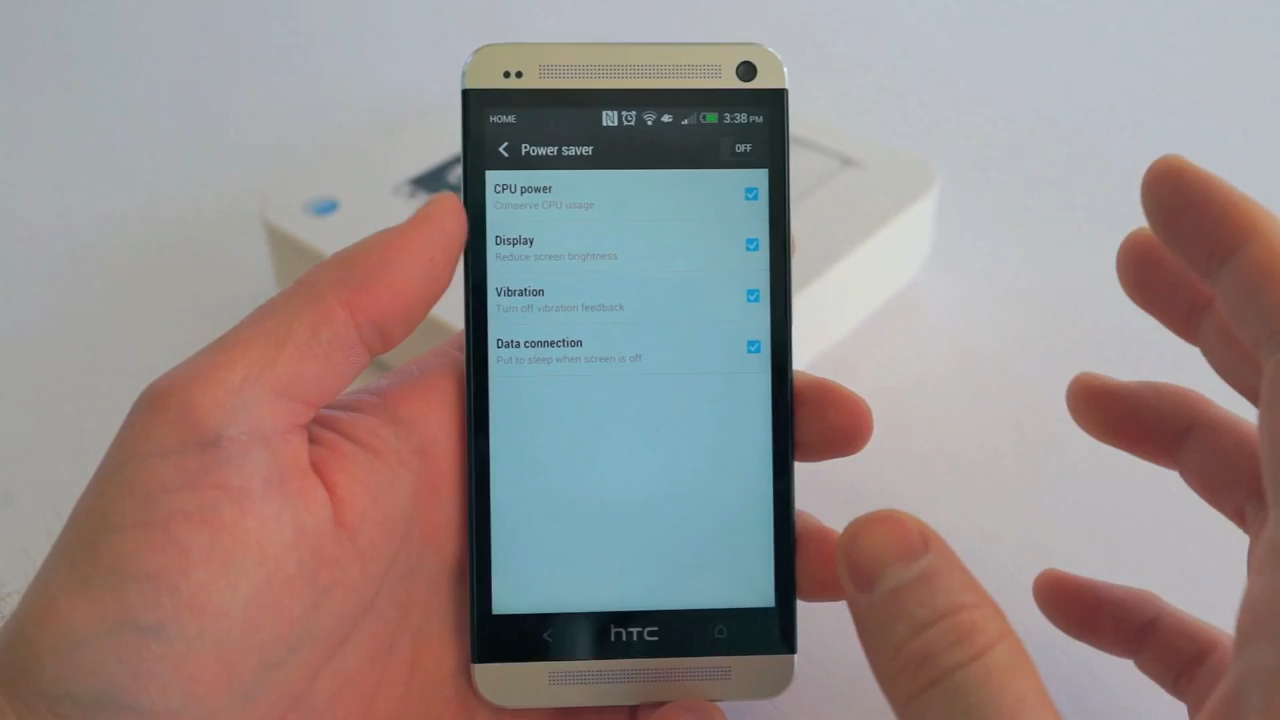 HOME 3:38 PM
Power saver OFF
CPU power
Conserve CPU usage
Display
Reduce screen brightness
Vibration
Turn off vibration feedback
Data connection
Put to sleep when screen is off
hTC